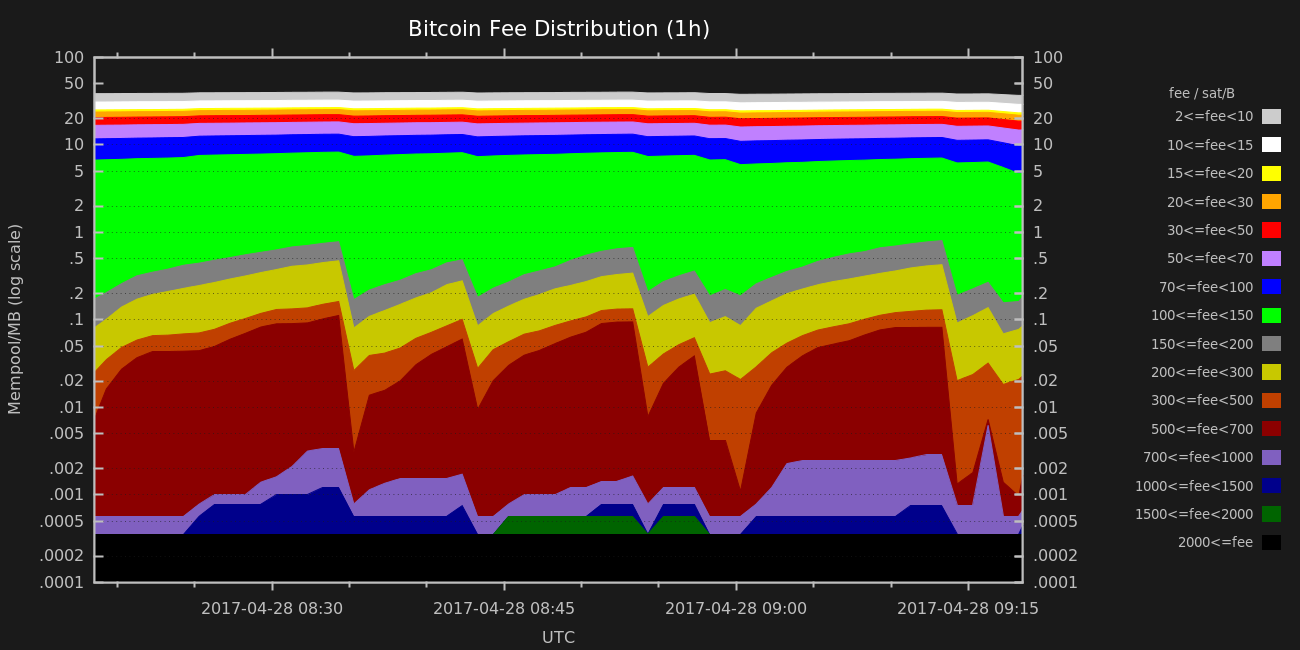 Bitcoin Fee Distribution (1h)
Mempool/MB (log scale)
100
50
20
10
5
2
1
.5
.2
.1
.05
.02
.01
.005
.002
.001
.0005
.0002
.0001
100
50
20
10
5
2
1
.5
.2
.1
.05
.02
.01
.005
.002
.001
.0005
.0002
.0001
2017-04-28 08:30 2017-04-28 08:45 2017-04-28 09:00 2017-04-28 09:15
UTC
fee / sat/B
2<=fee<10
10<=fee<15
15<=fee<20
20<=fee<30
30<=fee<50
50<=fee<70
70<=fee<100
100<=fee<150
150<=fee<200
200<=fee<300
300<=fee<500
500<=fee<700
700<=fee<1000
1000<=fee<1500
1500<=fee<2000
2000<=fee